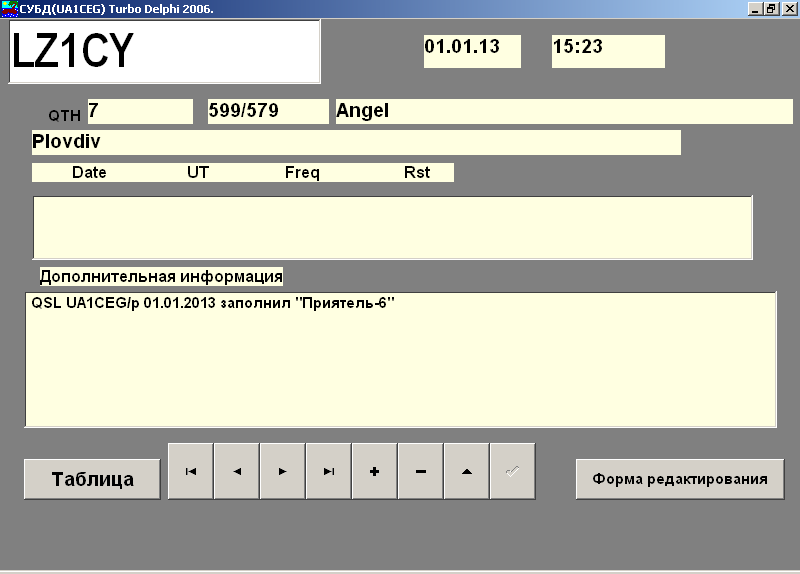 СУБД(UA1CEG) Turbo Delphi 2006.
LZ1CY
01.01.13 15:23
QTH 7 599/579 Angel
Plovdiv
Date UT Freq Rst
Дополнительная информация
QSL UA1CEG/p 01.01.2013 заполнил "Приятель-6"
Таблица Форма редактирования